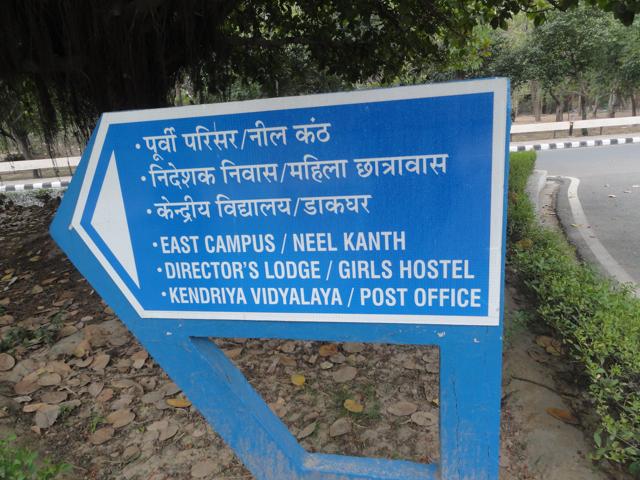 • पूर्वी परिसर/नील कंठ
• निदेशक निवास/महिला छात्रावास
• केन्द्रीय विद्यालय/डाकघर
• EAST CAMPUS / NEEL KANTH
• DIRECTOR'S LODGE / GIRLS HOSTEL
• KENDRIYA VIDYALAYA / POST OFFICE